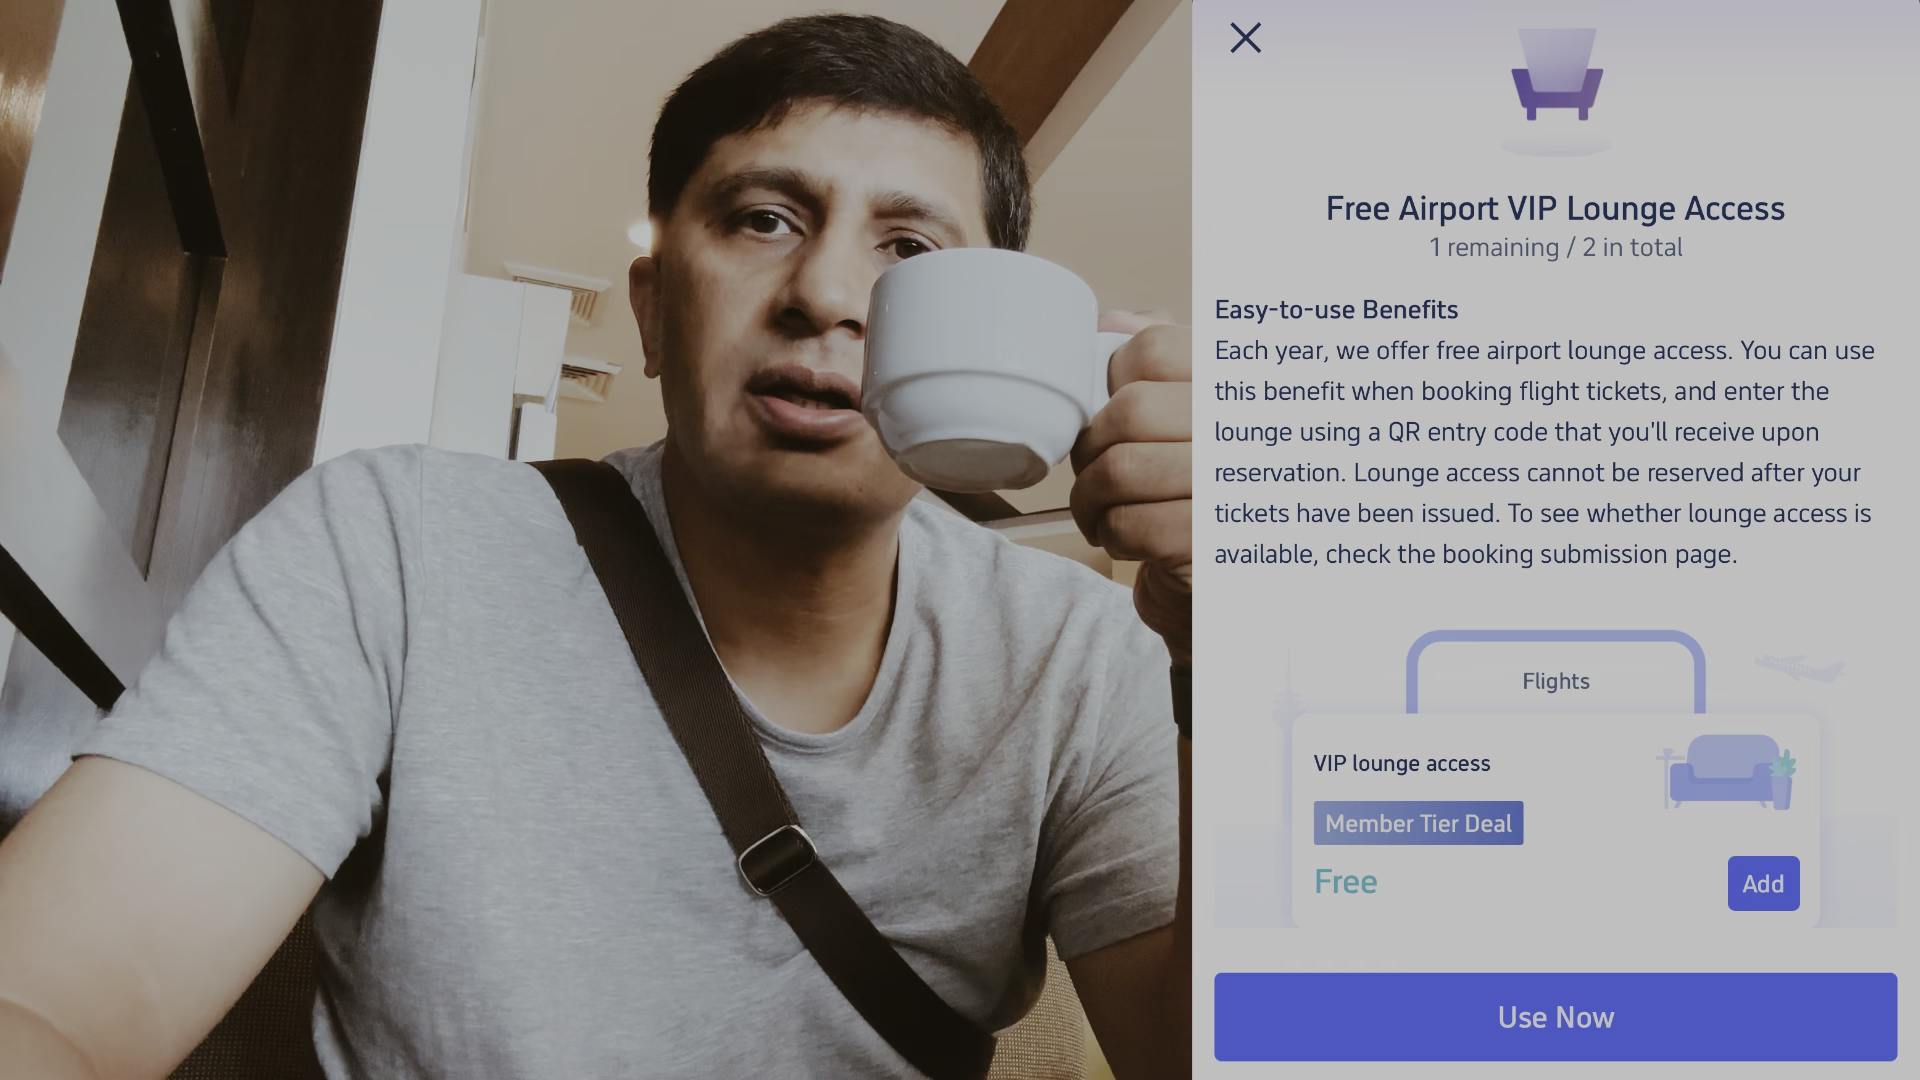 Free Airport VIP Lounge Access
1 remaining / 2 in total
Easy-to-use Benefits
Each year, we offer free airport lounge access. You can use
this benefit when booking flight tickets, and enter the
lounge using a QR entry code that you'll receive upon
reservation. Lounge access cannot be reserved after your
tickets have been issued. To see whether lounge access is
available, check the booking submission page.
Flights
VIP lounge access
Member Tier Deal
Free
Add
Use Now